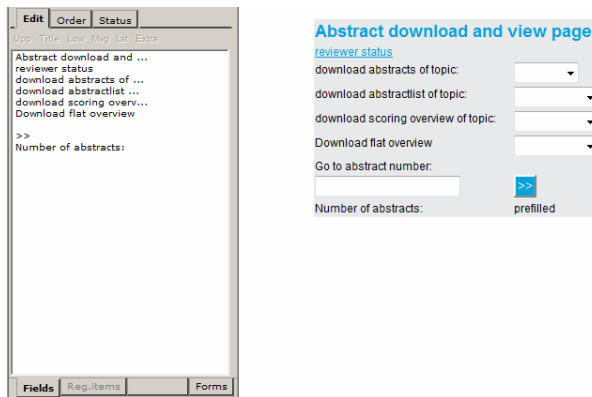 Edit Order Status
Upp Title Low Msg Lst Extra
Abstract download and ...
reviewer status
download abstracts of ...
download abstractlist ...
download scoring overv...
Download flat overview
>>
Number of abstracts:
Fields Reg.items Forms
Abstract download and view page
reviewer status
download abstracts of topic:
download abstractlist of topic:
download scoring overview of topic:
Download flat overview
Go to abstract number:
>>
Number of abstracts: prefilled